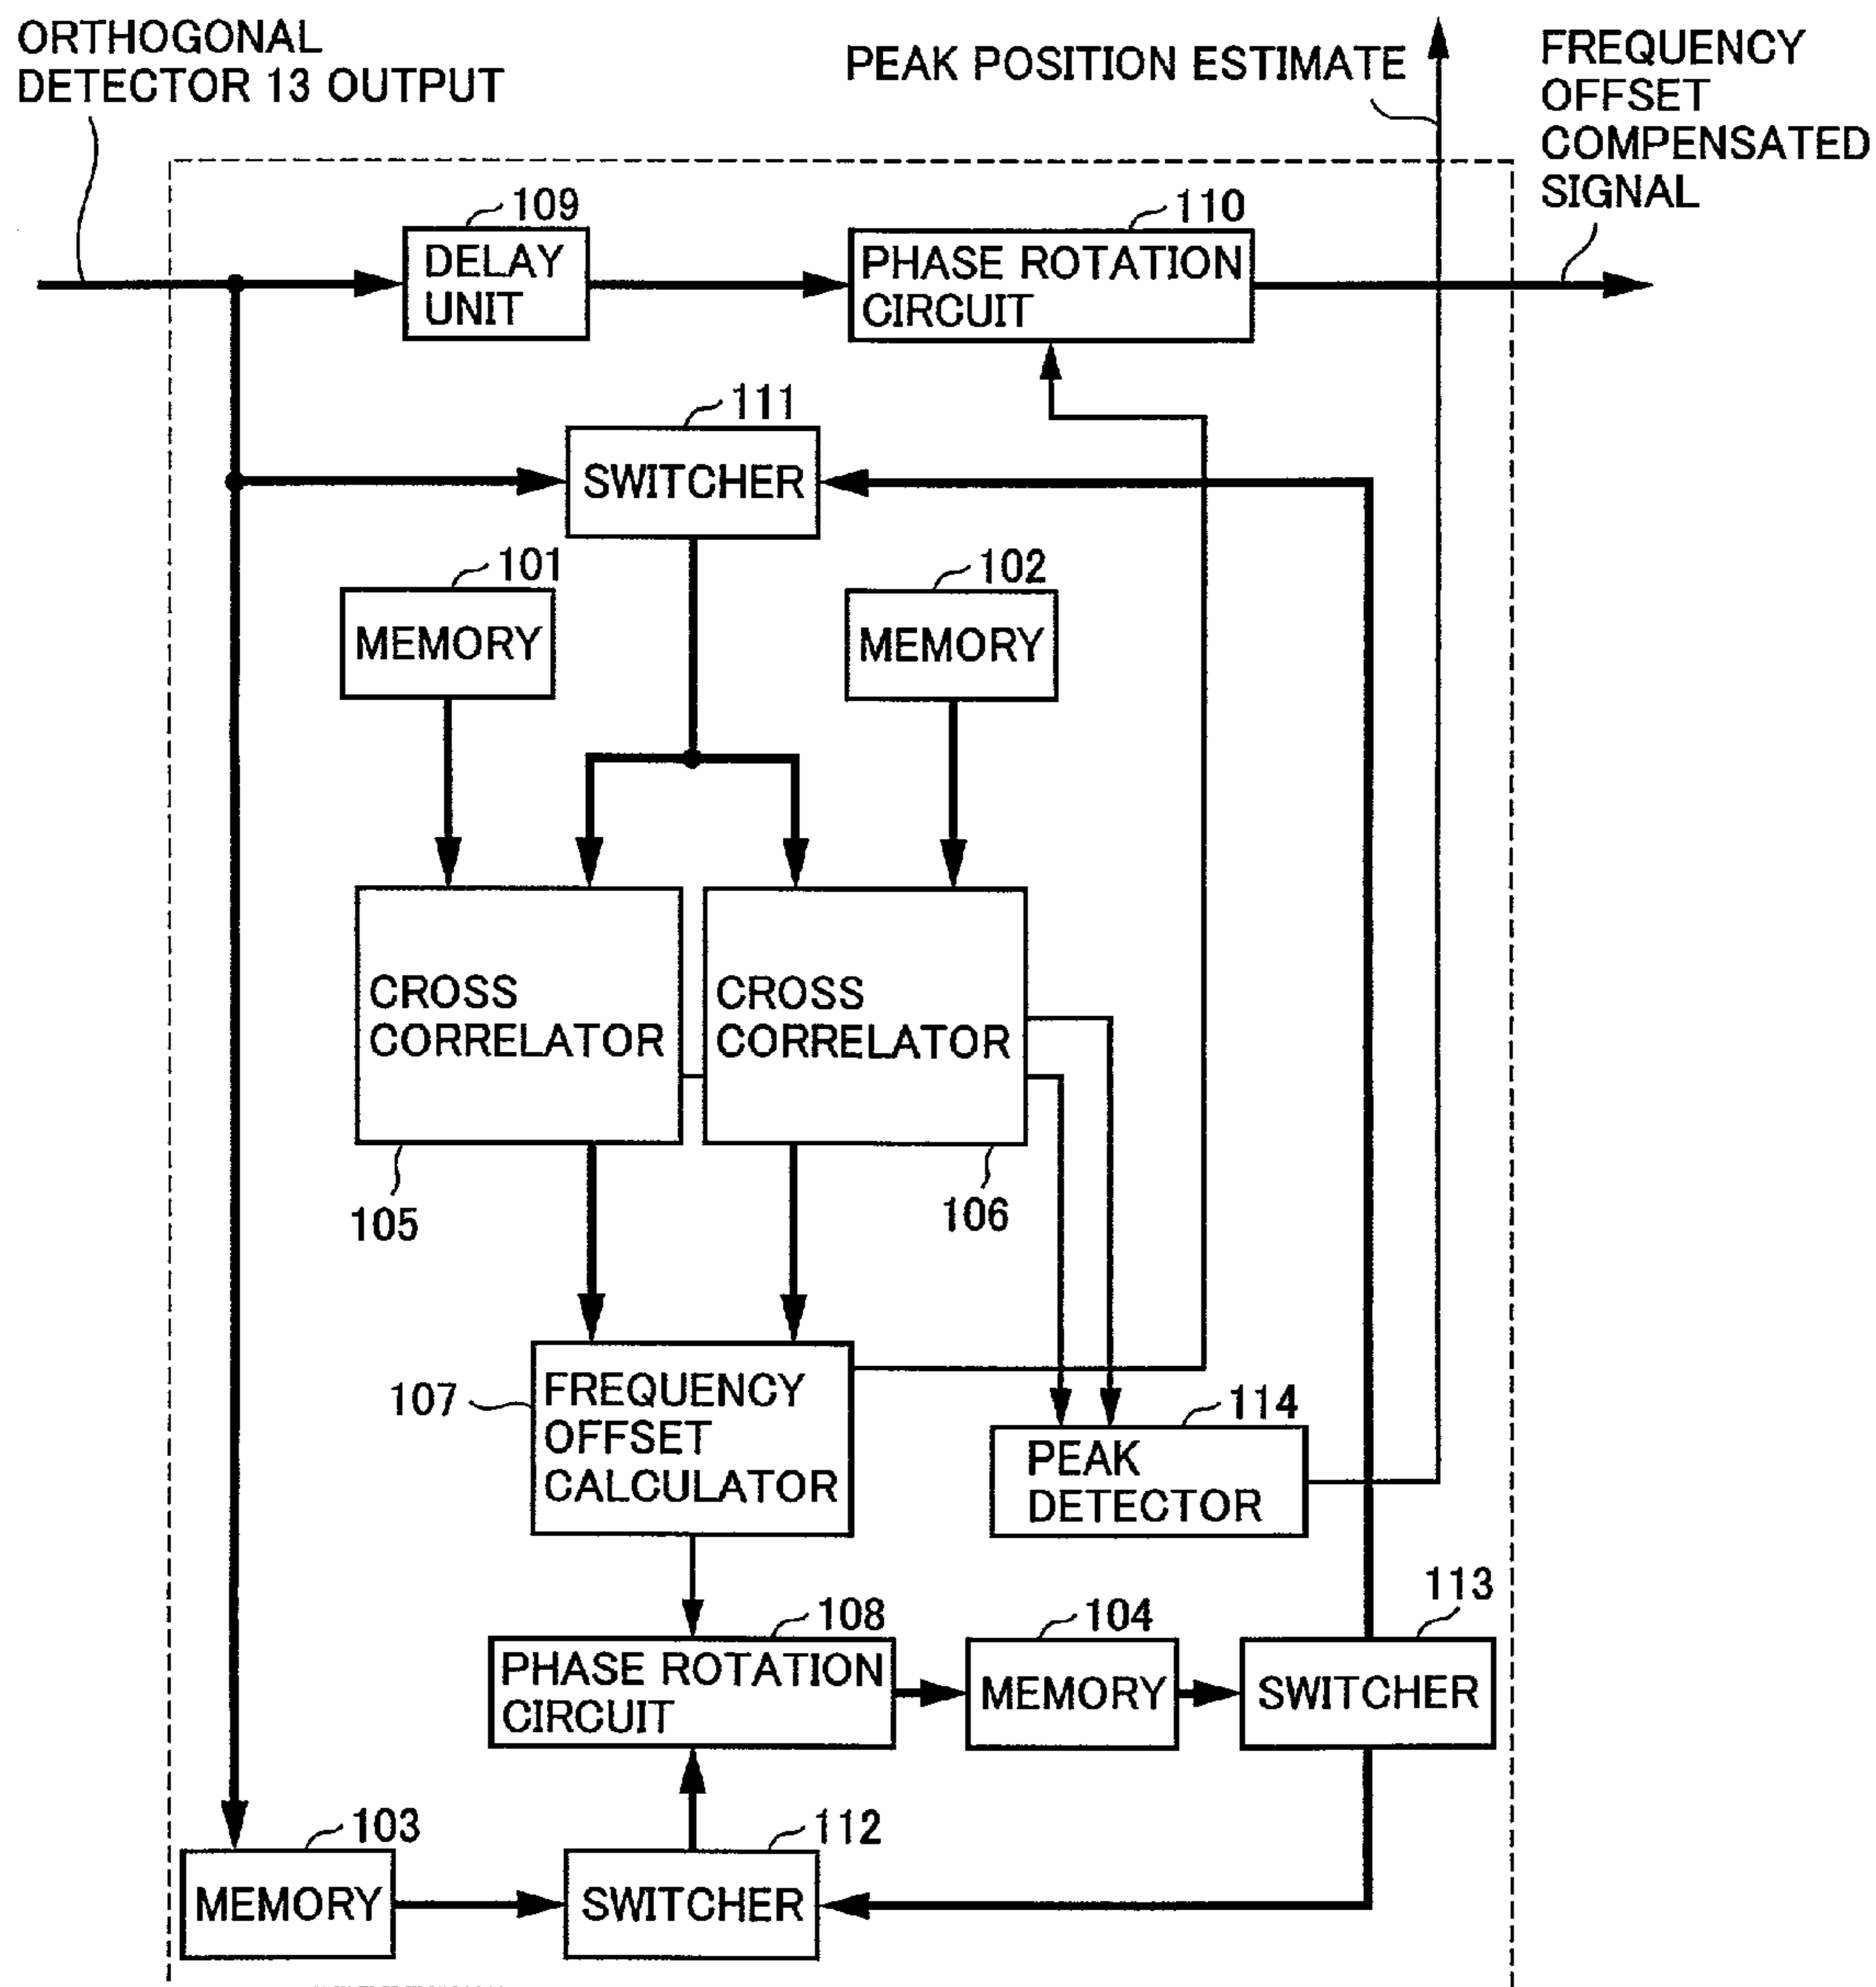 ORTHOGONAL
DETECTOR 13 OUTPUT
PEAK POSITION ESTIMATE
FREQUENCY
OFFSET
COMPENSATED
SIGNAL
109
DELAY
UNIT
110
PHASE ROTATION
CIRCUIT
111
SWITCHER
101
MEMORY
102
MEMORY
CROSS
CORRELATOR
CROSS
CORRELATOR
105
106
107
FREQUENCY
OFFSET
CALCULATOR
114
PEAK
DETECTOR
108
PHASE ROTATION
CIRCUIT
104
MEMORY
113
SWITCHER
103
MEMORY
112
SWITCHER